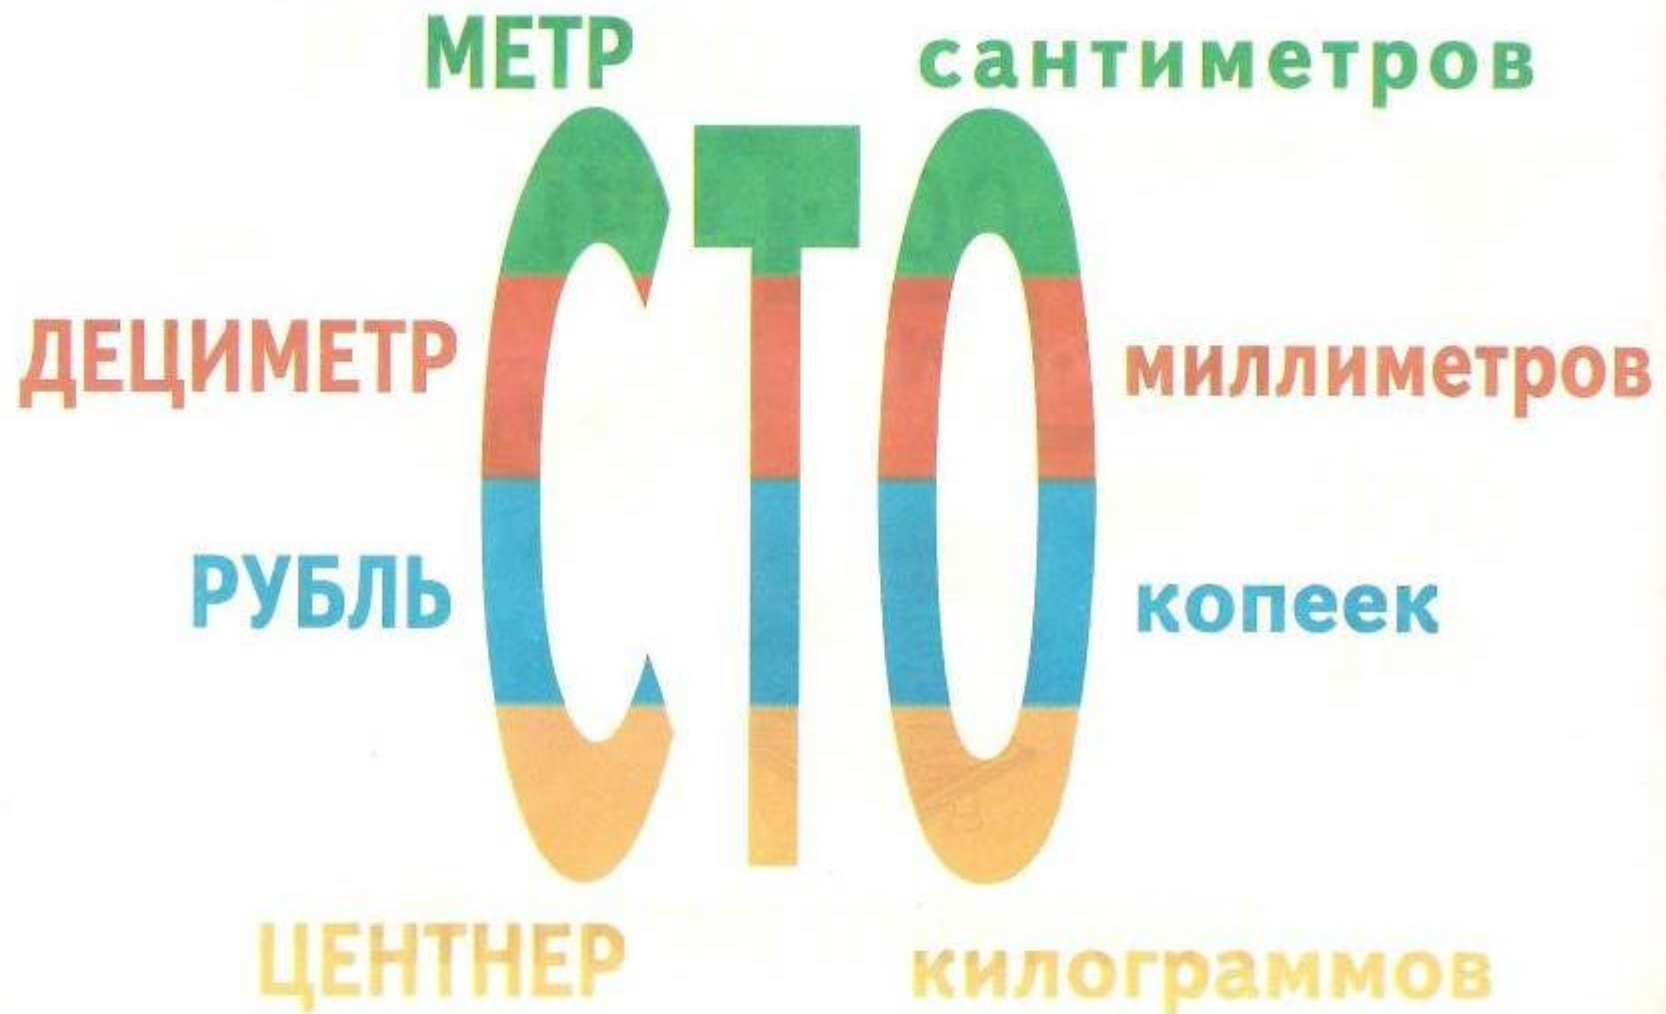 МЕТР сантиметров
СТО
ДЕЦИМЕТР миллиметров
РУБЛЬ копеек
ЦЕНТНЕР килограммов